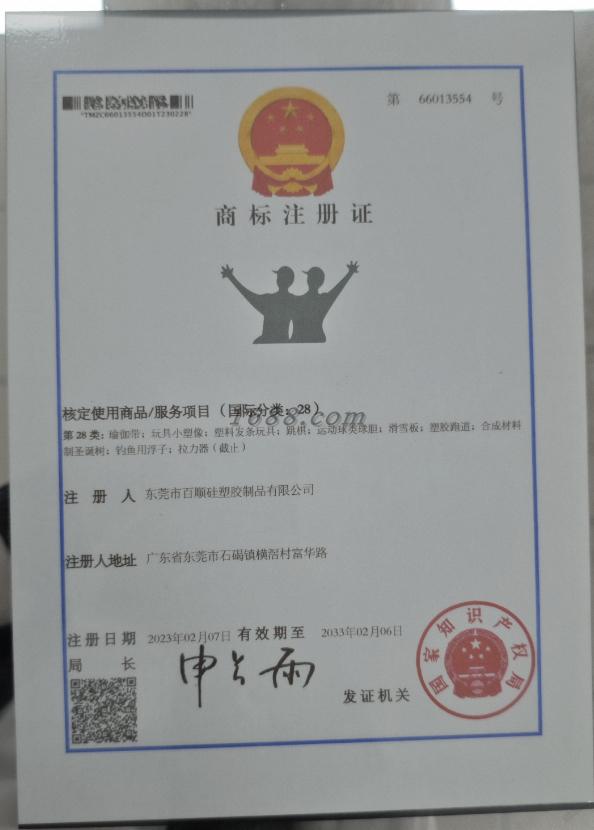 第 66013554 号
*TMZC66013554D01T230228*
商标注册证
核定使用商品/服务项目（国际分类：28）
1688.com
第28类：瑜伽带；玩具小塑像；塑料发条玩具；跳棋；运动球类球胆；滑雪板；塑胶跑道；合成材料
制圣诞树；钓鱼用浮子；拉力器（截止）
注册人 东莞市百顺硅塑胶制品有限公司
注册人地址 广东省东莞市石碣镇横滘村富华路
注册日期 2023年02月07日 有效期至 2033年02月06日
局长 申长雨
发证机关
国家知识产权局